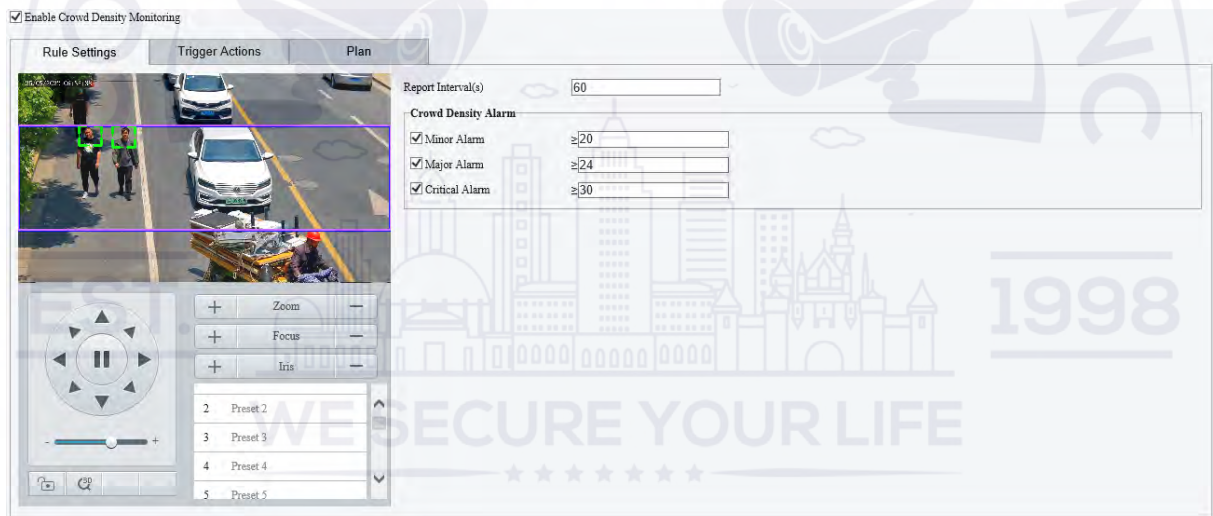 Enable Crowd Density Monitoring
Rule Settings Trigger Actions Plan
Report Interval(s) 60
Crowd Density Alarm
Minor Alarm ≥20
Major Alarm ≥24
Critical Alarm ≥30
+ Zoom −
+ Focus −
+ Iris −
2 Preset 2
3 Preset 3
4 Preset 4
5 Preset 5
- +
3D
EST. 1998
WE SECURE YOUR LIFE